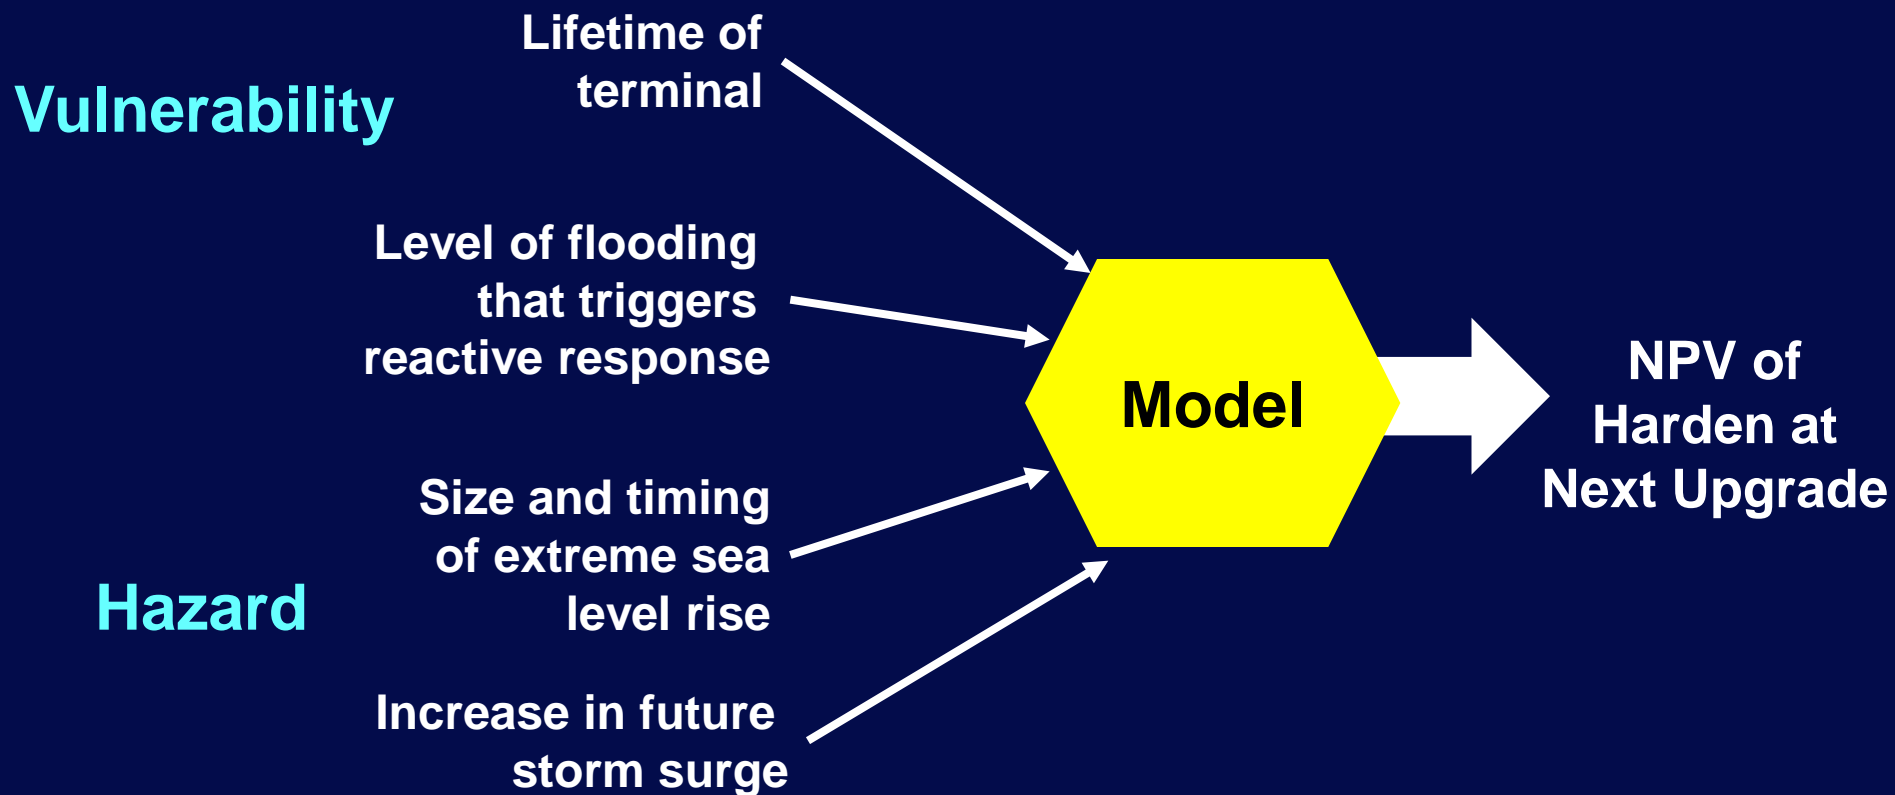 Vulnerability
Lifetime of
terminal
Level of flooding
that triggers
reactive response
Hazard
Size and timing
of extreme sea
level rise
Increase in future
storm surge
Model
NPV of
Harden at
Next Upgrade